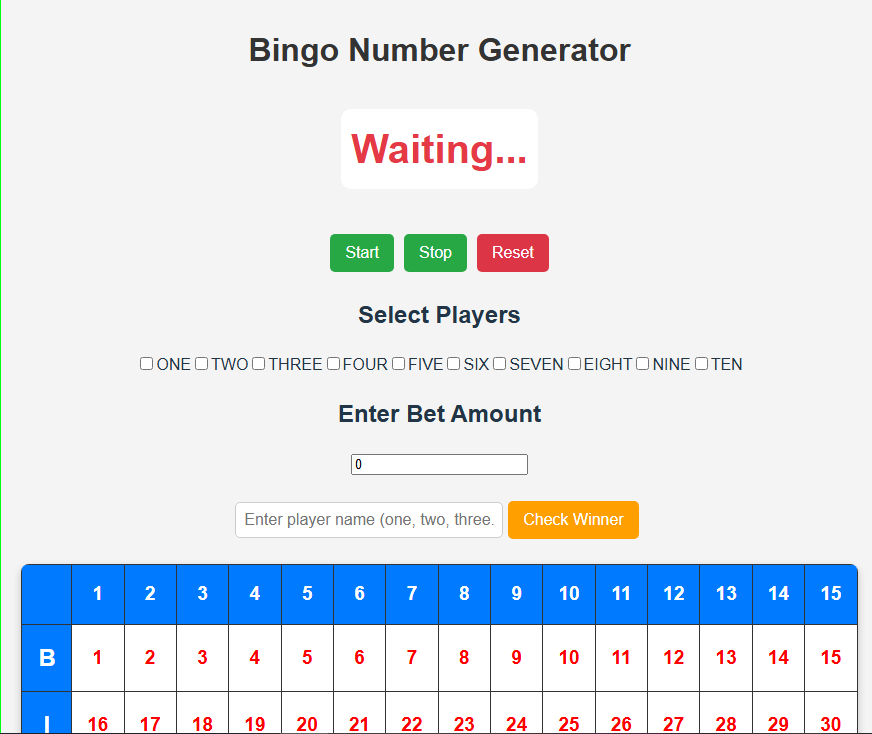 Bingo Number Generator
Waiting...
Start Stop Reset
Select Players
ONE TWO THREE FOUR FIVE SIX SEVEN EIGHT NINE TEN
Enter Bet Amount
0
Enter player name (one, two, three. Check Winner
1 2 3 4 5 6 7 8 9 10 11 12 13 14 15
B 1 2 3 4 5 6 7 8 9 10 11 12 13 14 15
I 16 17 18 19 20 21 22 23 24 25 26 27 28 29 30